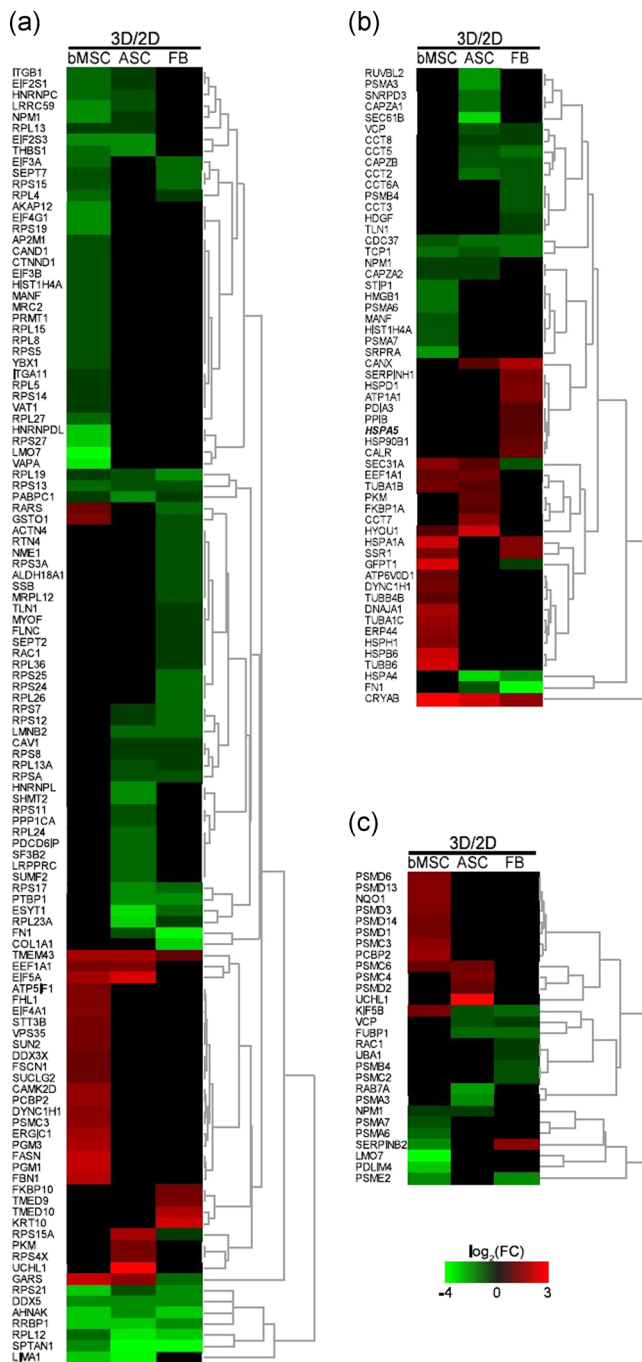 (a)
3D/2D
bMSC ASC FB
ITGB1
EIF2S1
HNRNPC
LRRC59
NPM1
RPL13
EIF2S3
THBS1
EIF3A
SEPT7
RPS15
RPL4
AKAP12
EIF4G1
RPS19
AP2M1
CAND1
CTNND1
EIF3B
HIST1H4A
MANF
MRC2
PRMT1
RPL15
RPL8
RPS5
YBX1
ITGA11
RPL5
RPS14
VAT1
RPL27
HNRNPDL
RPS27
LMO7
VAPA
RPL19
RPS13
PABPC1
RARS
GSTO1
ACTN4
RTN4
NME1
RPS3A
ALDH18A1
SSB
MRPL12
TLN1
MYOF
FLNC
SEPT2
RAC1
RPL36
RPS25
RPS24
RPL26
RPS7
RPS12
LMNB2
CAV1
RPS8
RPL13A
RPSA
HNRNPL
SHMT2
RPS11
PPP1CA
RPL24
PDCD6IP
SF3B2
LRPPRC
SUMF2
RPS17
PTBP1
ESYT1
RPL23A
FN1
COL1A1
TMEM43
EEF1A1
EIF5A
ATP5IF1
FHL1
EIF4A1
STT3B
VPS35
SUN2
DDX3X
FSCN1
SUCLG2
CAMK2D
PCBP2
DYNC1H1
PSMC3
ERGIC1
PGM3
FASN
PGM1
FBN1
FKBP10
TMED9
TMED10
KRT10
RPS15A
PKM
RPS4X
UCHL1
GARS
RPS21
DDX5
AHNAK
RRBP1
RPL12
SPTAN1
LIMA1
(b)
3D/2D
bMSC ASC FB
RUVBL2
PSMA3
SNRPD3
CAPZA1
SEC61B
VCP
CCT8
CCT5
CAPZB
CCT2
CCT6A
PSMB4
CCT3
HDGF
TLN1
CDC37
TCP1
NPM1
CAPZA2
STIP1
HMGB1
PSMA6
MANF
HIST1H4A
PSMA7
SRPRA
CANX
SERPINH1
HSPD1
ATP1A1
PDIA3
PPIB
HSPA5
HSP90B1
CALR
SEC31A
EEF1A1
TUBA1B
PKM
FKBP1A
CCT7
HYOU1
HSPA1A
SSR1
GFPT1
ATP6V0D1
DYNC1H1
TUBB4B
DNAJA1
TUBA1C
ERP44
HSPH1
HSPB6
TUBB6
HSPA4
FN1
CRYAB
(c)
3D/2D
bMSC ASC FB
PSMD6
PSMD13
NQO1
PSMD3
PSMD14
PSMD1
PSMC3
PCBP2
PSMC6
PSMC4
PSMD2
UCHL1
KIF5B
VCP
FUBP1
RAC1
UBA1
PSMB4
PSMC2
RAB7A
PSMA3
NPM1
PSMA7
PSMA6
SERPINB2
LMO7
PDLIM4
PSME2
log2(FC)
-4 0 3